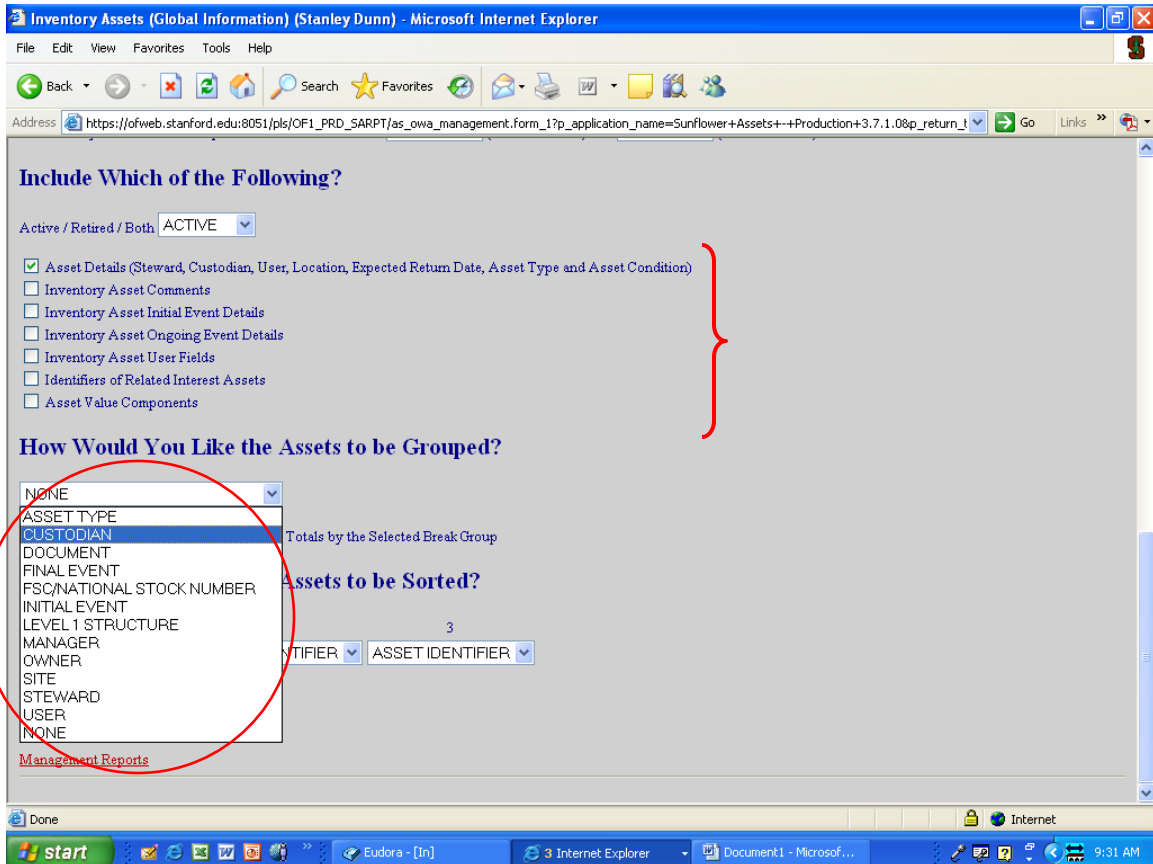 Inventory Assets (Global Information) (Stanley Dunn) - Microsoft Internet Explorer
File Edit View Favorites Tools Help
Back Search Favorites
Address https://ofweb.stanford.edu:8051/pls/OF1_PRD_SARPT/as_owa_management.form_1?p_application_name=Sunflower+Assets+-+Production+3.7.1.0&p_return_t Go Links »
Include Which of the Following?
Active / Retired / Both ACTIVE
Asset Details (Steward, Custodian, User, Location, Expected Return Date, Asset Type and Asset Condition)
Inventory Asset Comments
Inventory Asset Initial Event Details
Inventory Asset Ongoing Event Details
Inventory Asset User Fields
Identifiers of Related Interest Assets
Asset Value Components
How Would You Like the Assets to be Grouped?
NONE
ASSET TYPE
CUSTODIAN Totals by the Selected Break Group
DOCUMENT
FINAL EVENT
FSC/NATIONAL STOCK NUMBER Assets to be Sorted?
INITIAL EVENT
LEVEL 1 STRUCTURE 3
MANAGER
OWNER NTIFIER ASSET IDENTIFIER
SITE
STEWARD
USER
NONE
Management Reports
Done Internet
start » Eudora - [In] 3 Internet Explorer Document1 - Microsof... 9:31 AM